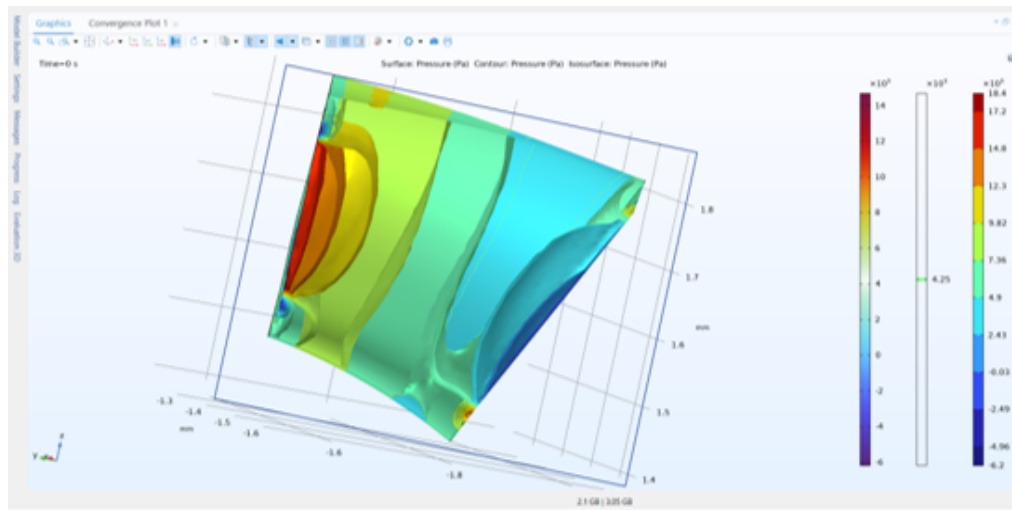 Graphics Convergence Plot 1 ×
Model Builder
Settings
Messages
Progress
Log
Evaluation 3D
Time=0 s
Surface: Pressure (Pa) Contour: Pressure (Pa) Isosurface: Pressure (Pa)
1.8
1.7
mm
1.6
1.5
1.4
-1.3
-1.4
mm
-1.5
-1.6
-1.6
-1.8
z
y
14
12
10
8
6
4
2
0
-2
-4
-6
4.25
18.4
17.2
14.8
12.3
9.82
7.36
4.9
2.43
-0.03
-2.49
-4.96
-6.2
2.1 GB | 3.05 GB